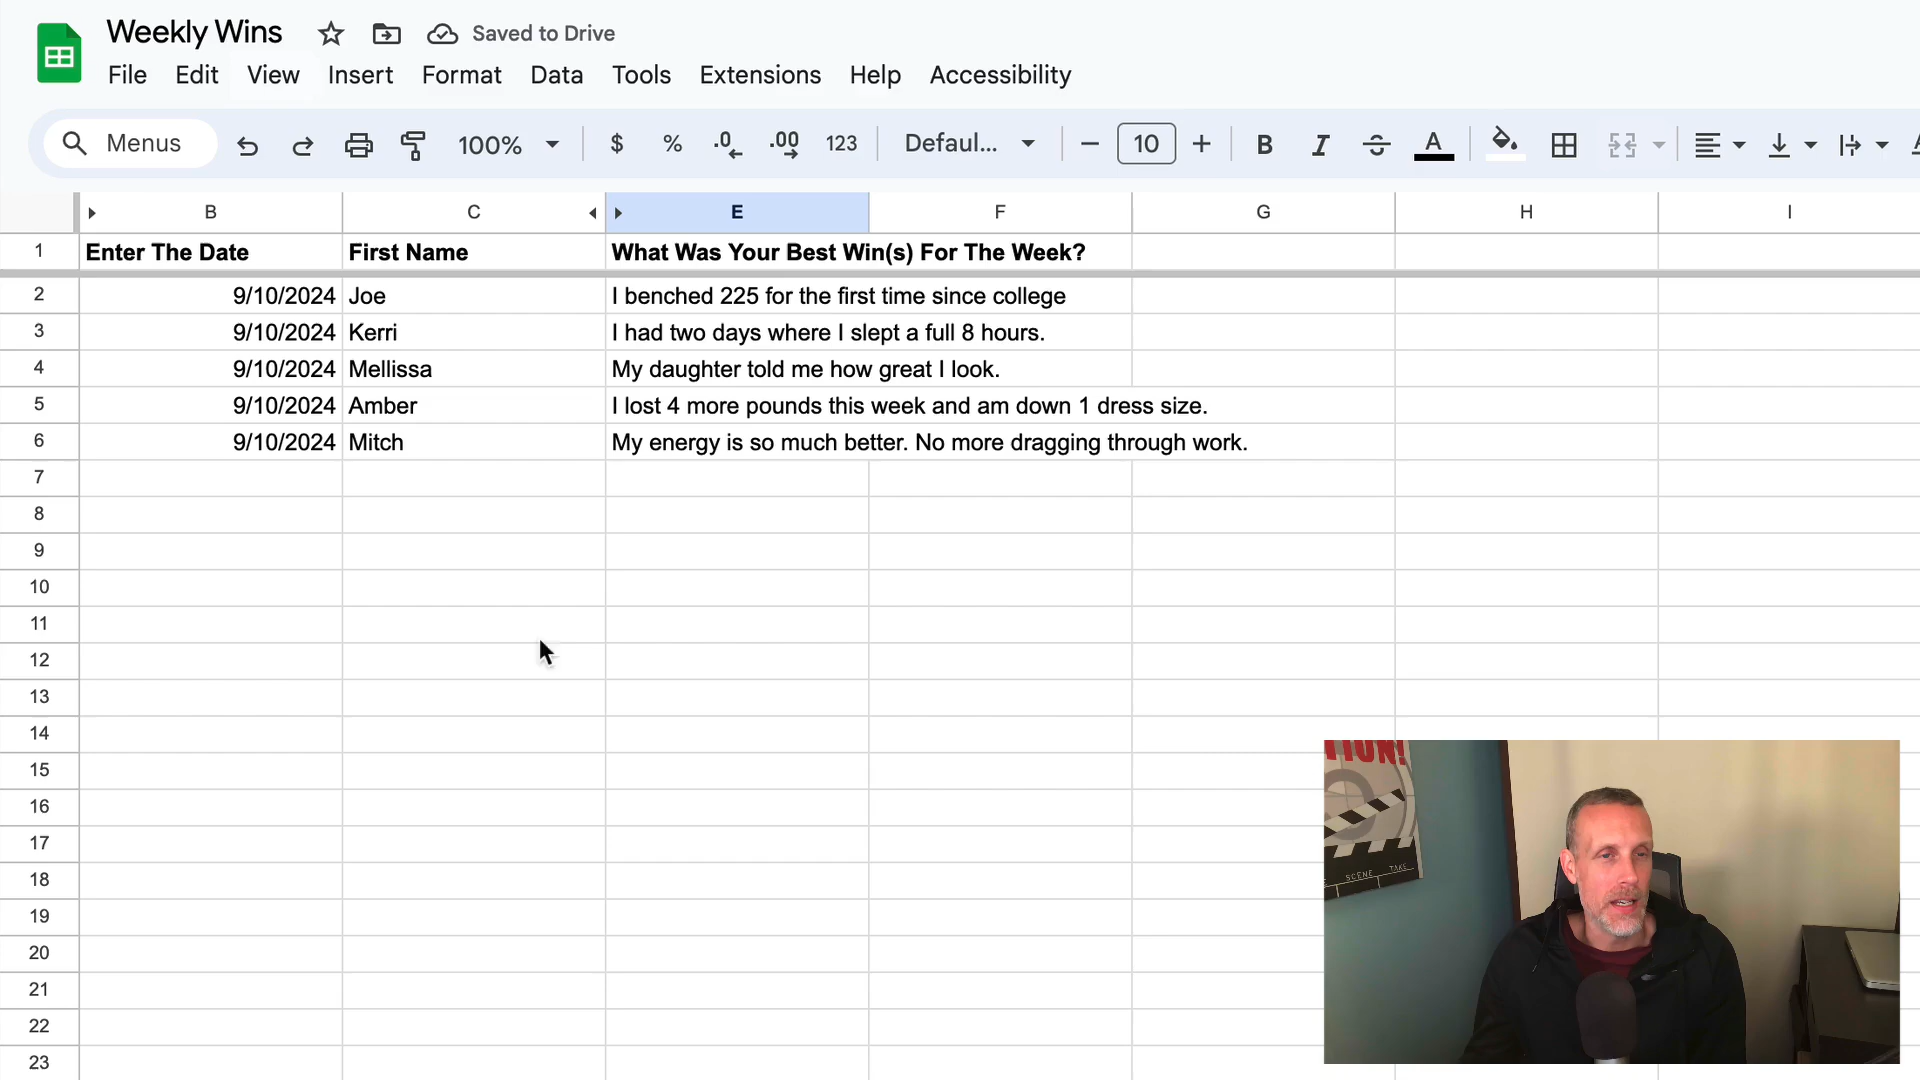 Weekly Wins Saved to Drive
File Edit View Insert Format Data Tools Extensions Help Accessibility
Menus 100% $ % .0 .00 123 Defaul... 10 B I S A
B C E F G H I
1 Enter The Date First Name What Was Your Best Win(s) For The Week?
2 9/10/2024 Joe I benched 225 for the first time since college
3 9/10/2024 Kerri I had two days where I slept a full 8 hours.
4 9/10/2024 Mellissa My daughter told me how great I look.
5 9/10/2024 Amber I lost 4 more pounds this week and am down 1 dress size.
6 9/10/2024 Mitch My energy is so much better. No more dragging through work.
7
8
9
10
11
12
13
14
15
16
17
18
19
20
21
22
23
SCENE TAKE